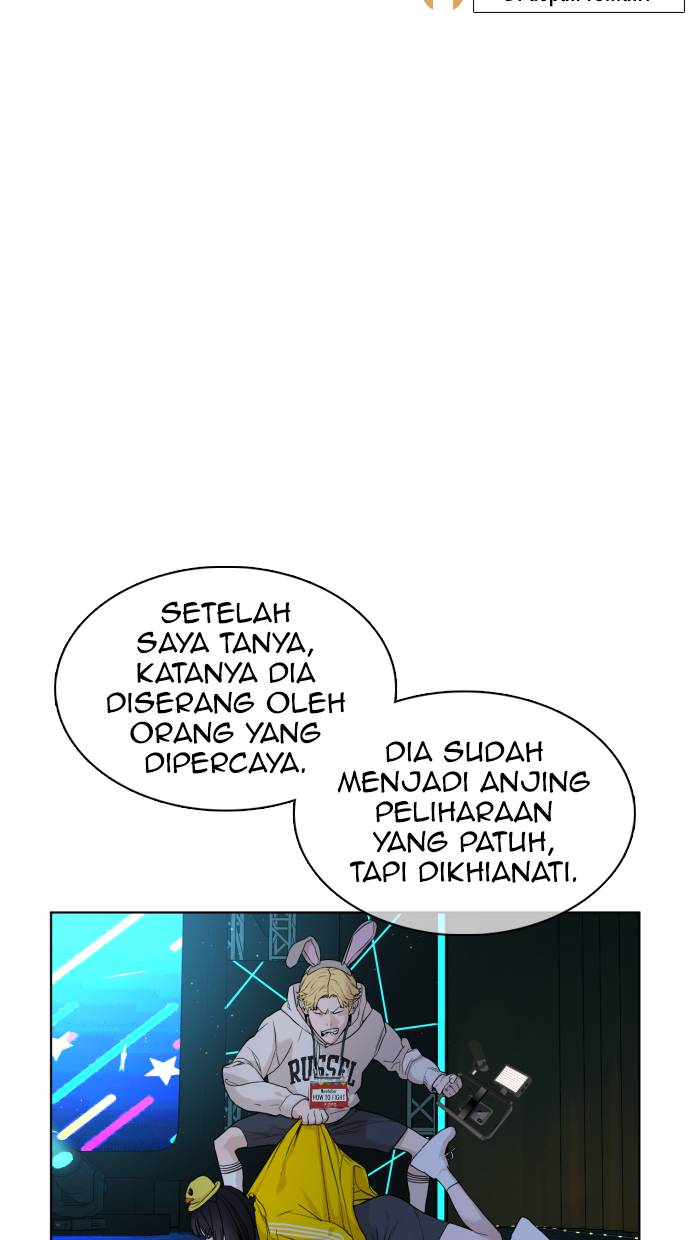 SETELAH
SAYA TANYA,
KATANYA DIA
DISERANG OLEH
ORANG YANG
DIPERCAYA.
DIA SUDAH
MENJADI ANJING
PELIHARAAN
YANG PATUH,
TAPI DIKHIANATI.
RUSSEL
HOW TO FIGHT